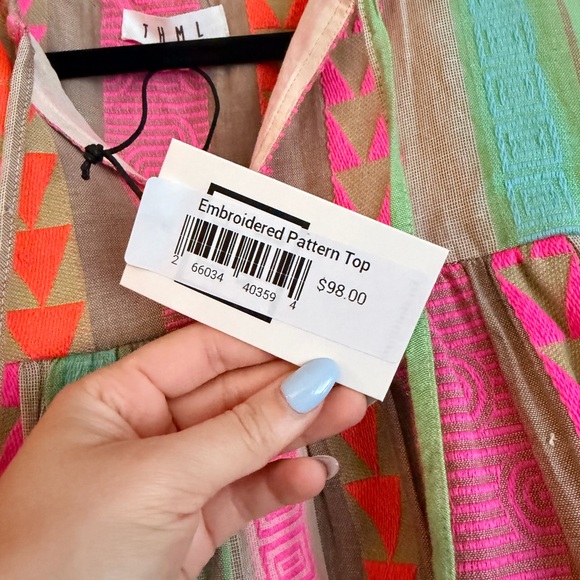 THML
Embroidered Pattern Top
2 66034 40359 4
$98.00